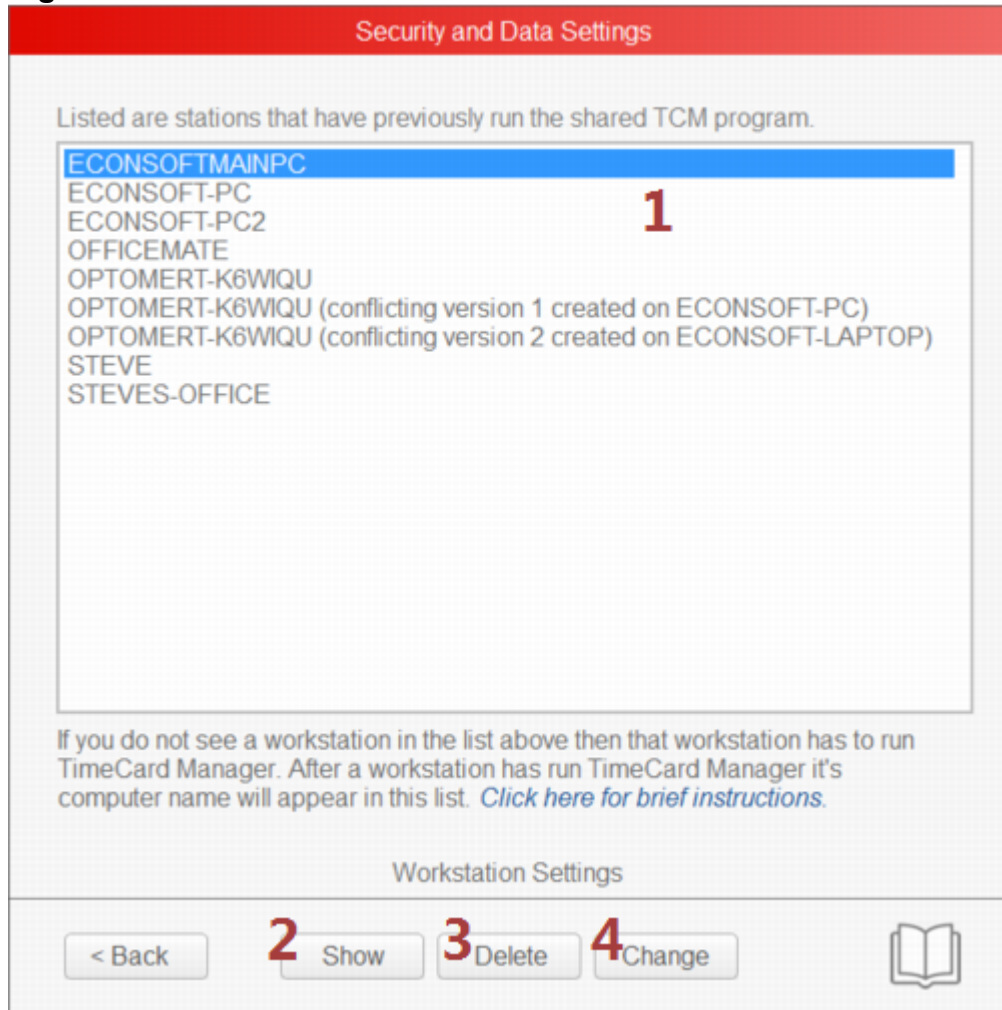 Security and Data Settings
Listed are stations that have previously run the shared TCM program.
ECONSOFTMAINPC
ECONSOFT-PC
1
ECONSOFT-PC2
OFFICEMATE
OPTOMERT-K6WIQU
OPTOMERT-K6WIQU (conflicting version 1 created on ECONSOFT-PC)
OPTOMERT-K6WIQU (conflicting version 2 created on ECONSOFT-LAPTOP)
STEVE
STEVES-OFFICE
If you do not see a workstation in the list above then that workstation has to run
TimeCard Manager. After a workstation has run TimeCard Manager it's
computer name will appear in this list. Click here for brief instructions.
Workstation Settings
< Back 2 Show 3 Delete 4 Change